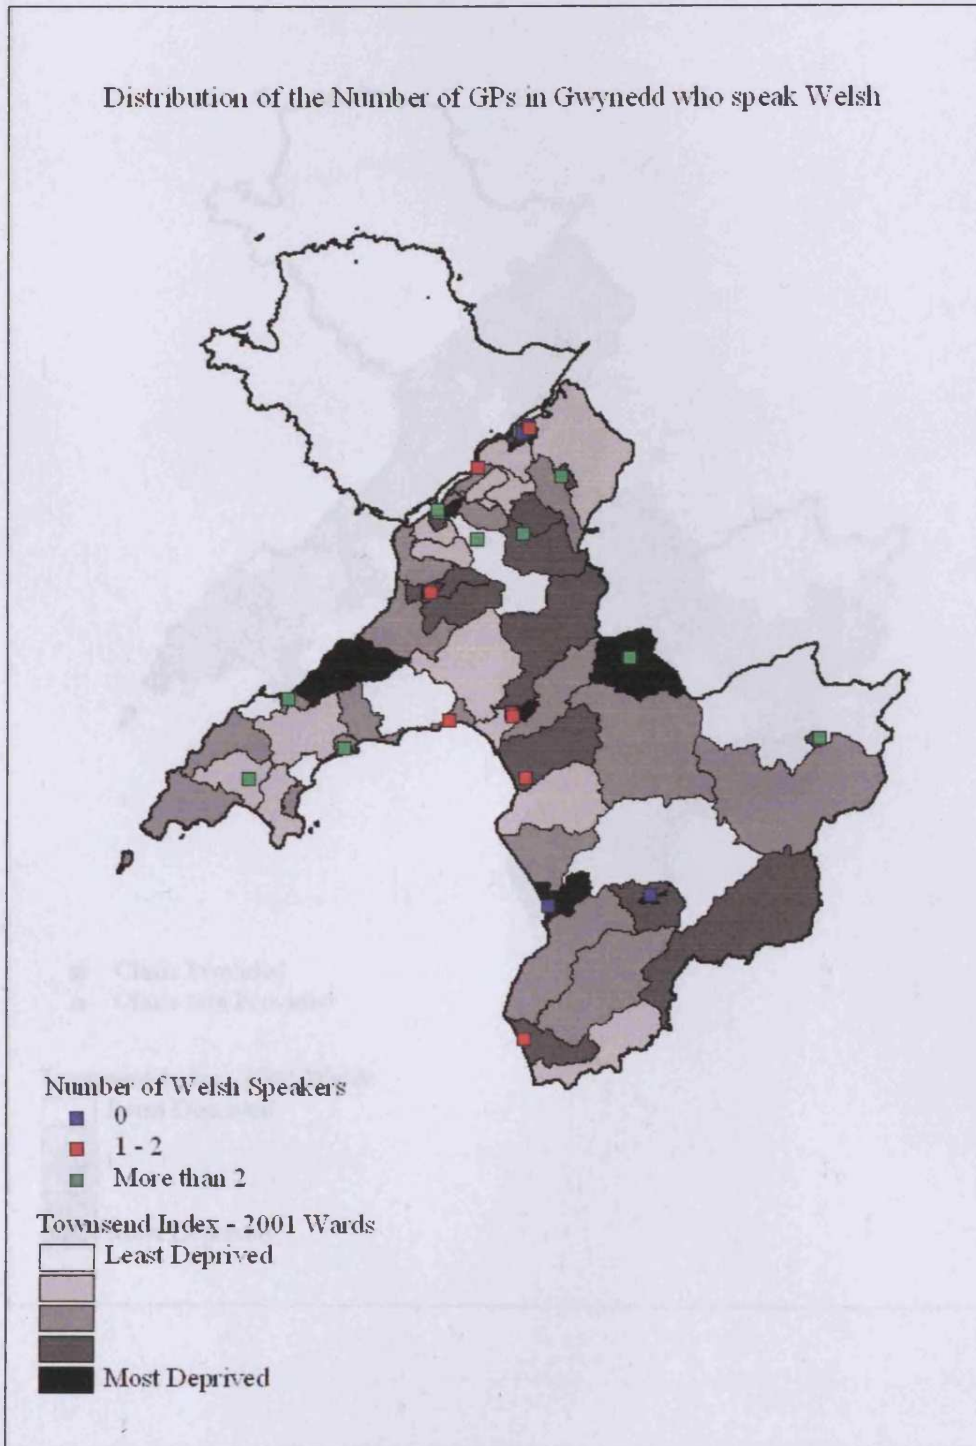 Distribution of the Number of GPs in Gwynedd who speak Welsh
Number of Welsh Speakers
0
1 - 2
More than 2
Townsend Index - 2001 Wards
Least Deprived
Most Deprived